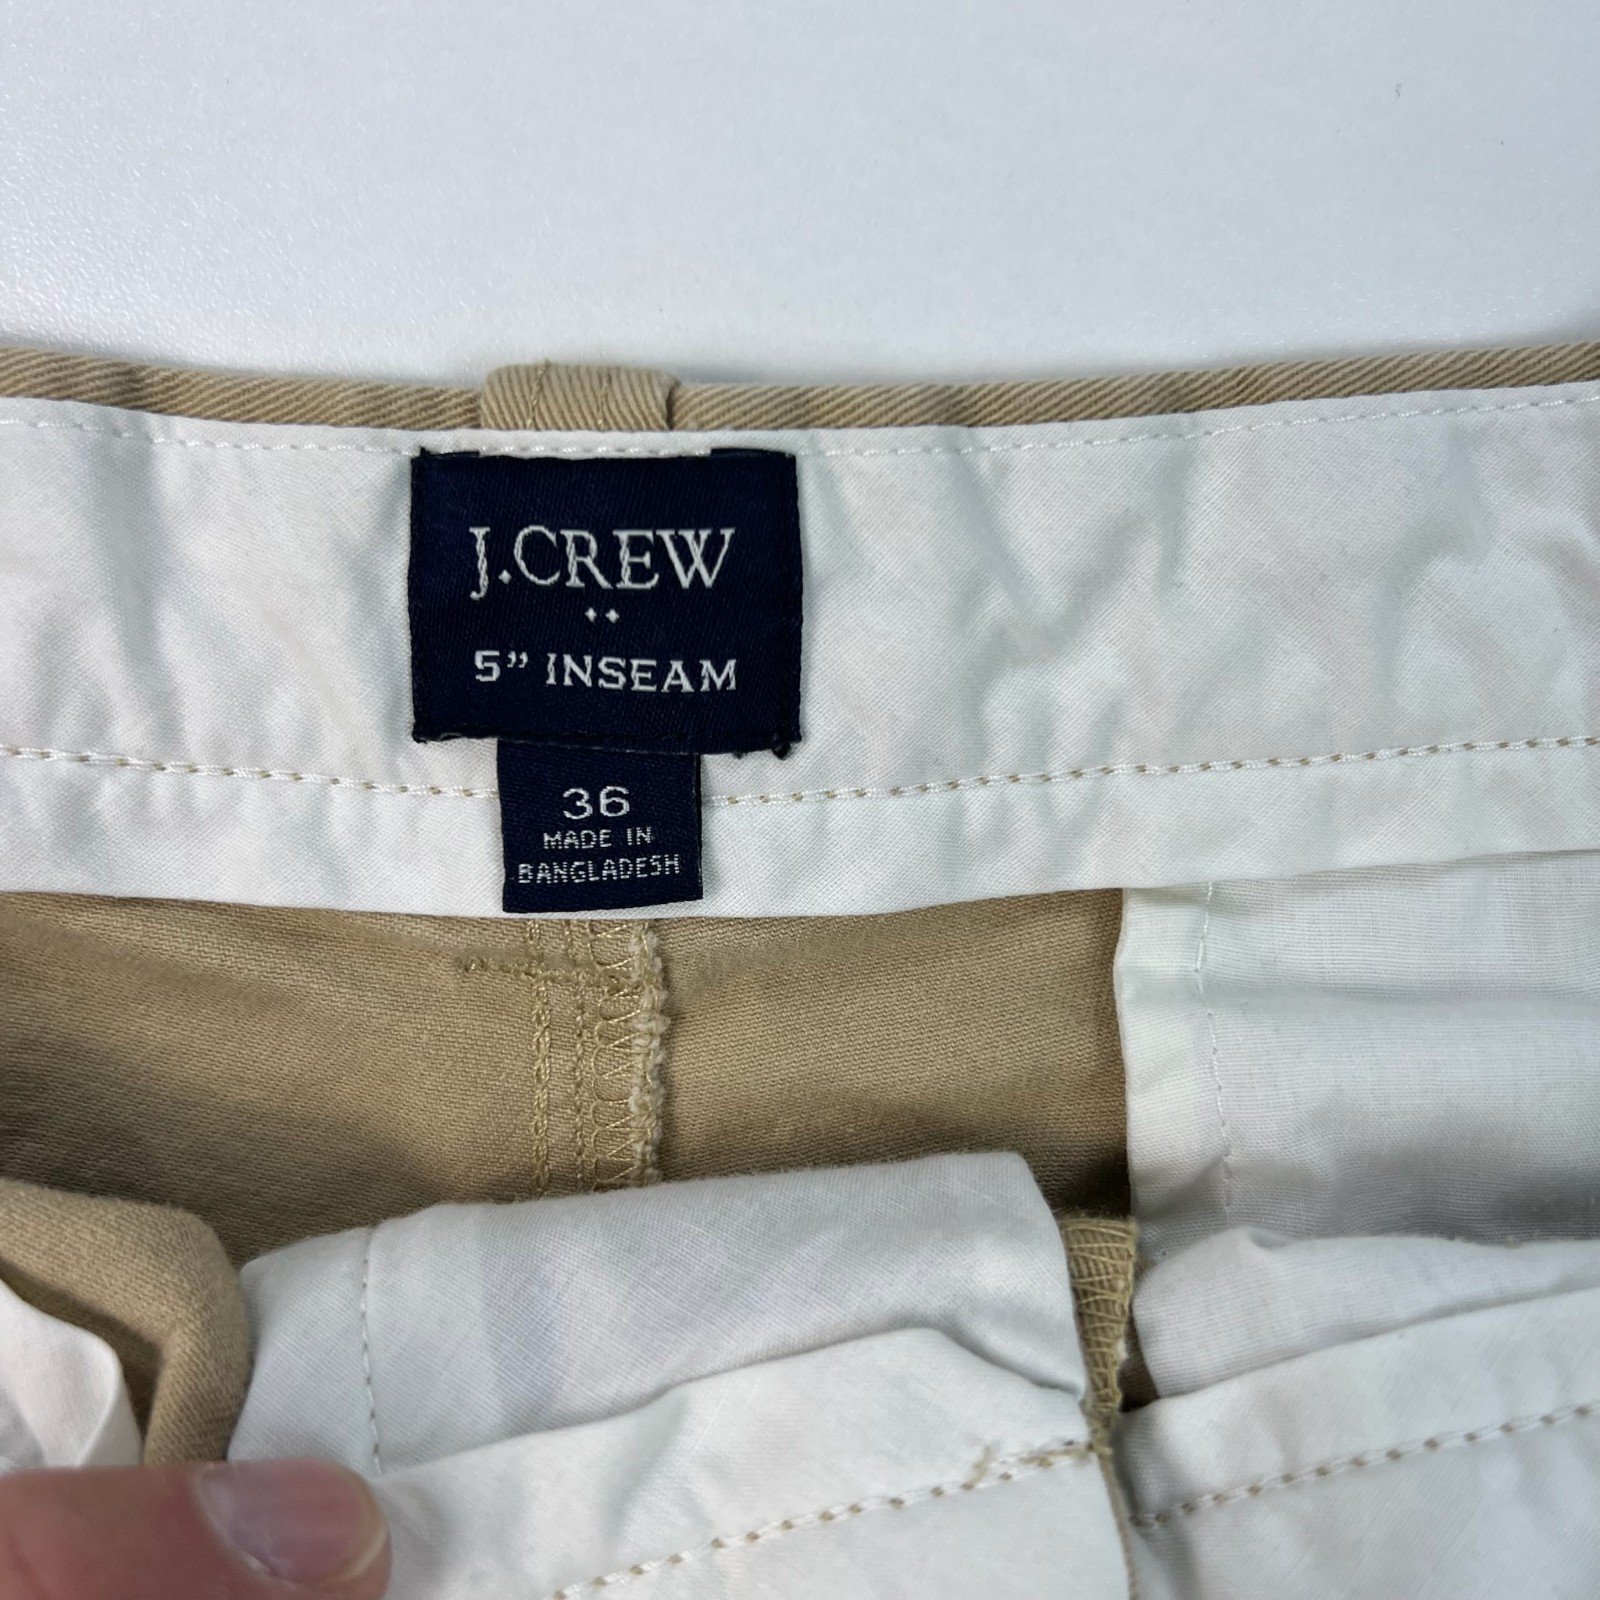 J.CREW
5” INSEAM
36
MADE IN
BANGLADESH